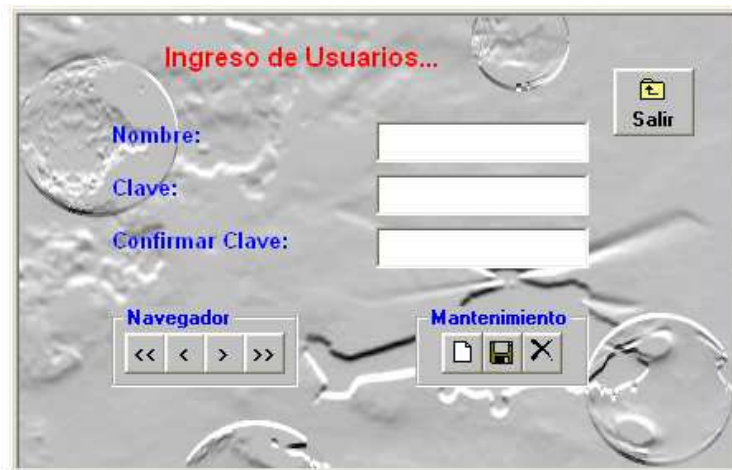 Ingreso de Usuarios...
Salir
Nombre:
Clave:
Confirmar Clave:
Navegador
Mantenimiento
<< < > >>